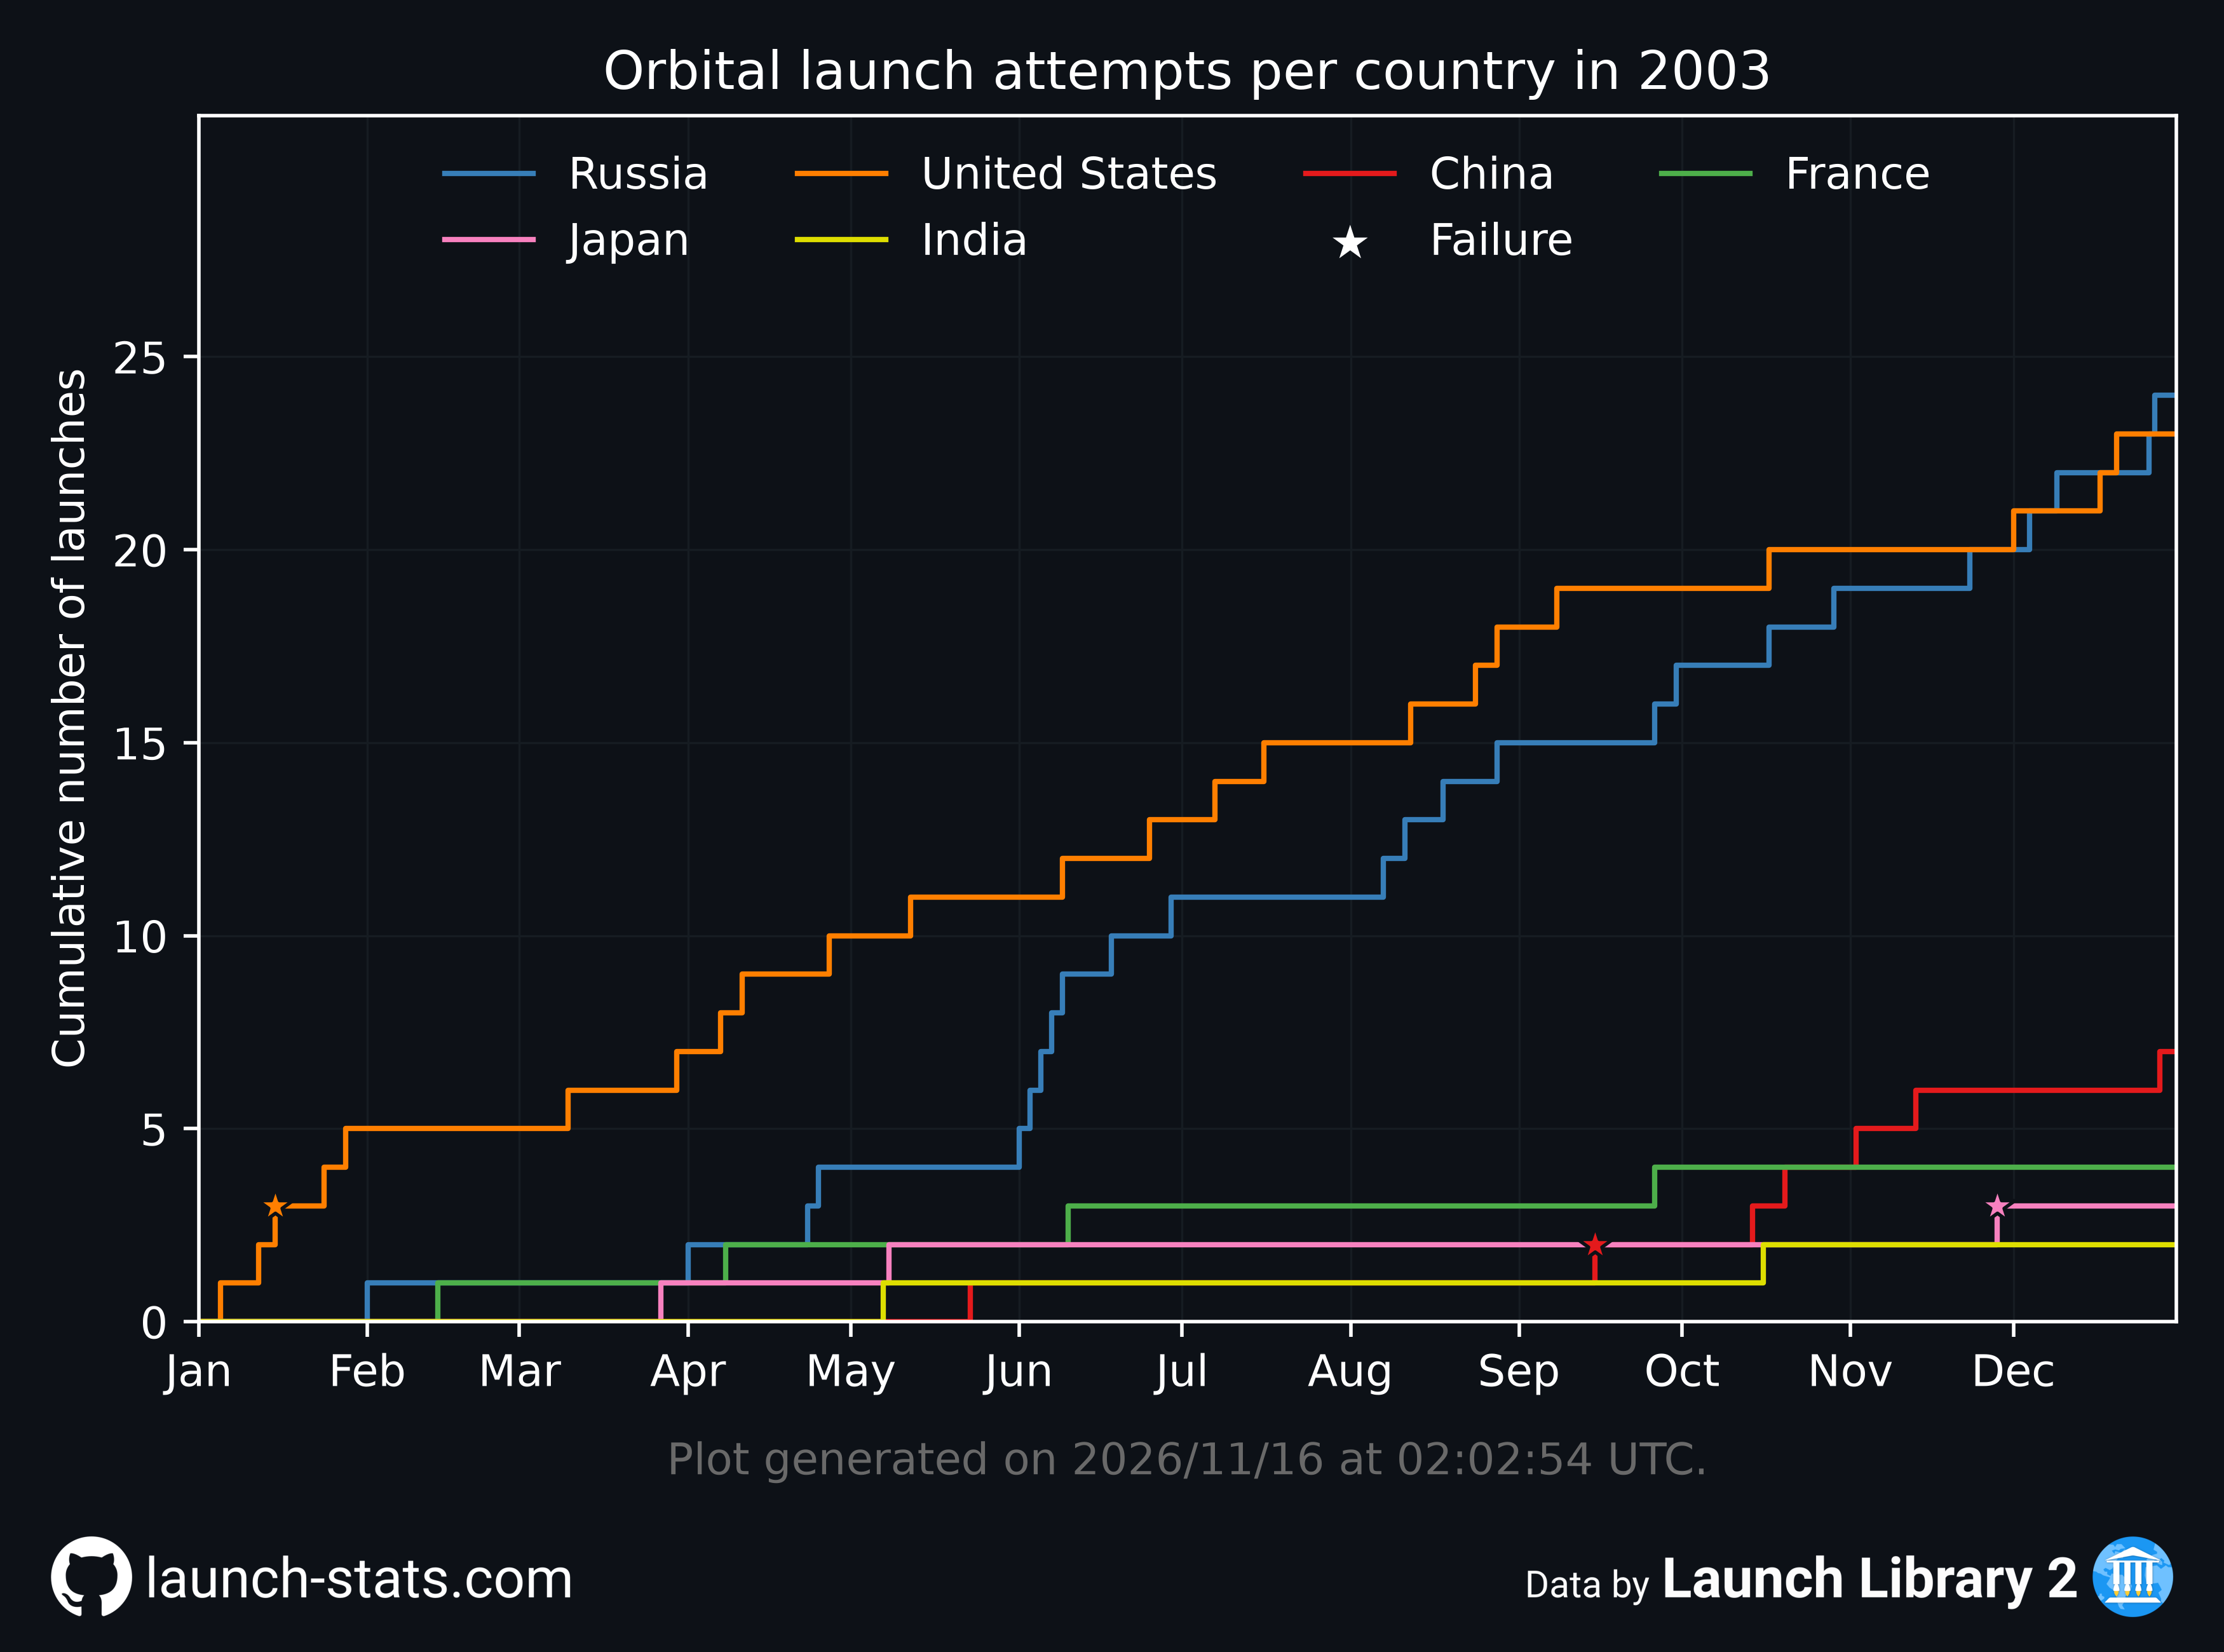 Orbital launch attempts per country in 2003
Russia United States China France
Japan India Failure
Cumulative number of launches
25
20
15
10
5
0
Jan Feb Mar Apr May Jun Jul Aug Sep Oct Nov Dec
Plot generated on 2026/11/16 at 02:02:54 UTC.
launch-stats.com
Data by Launch Library 2